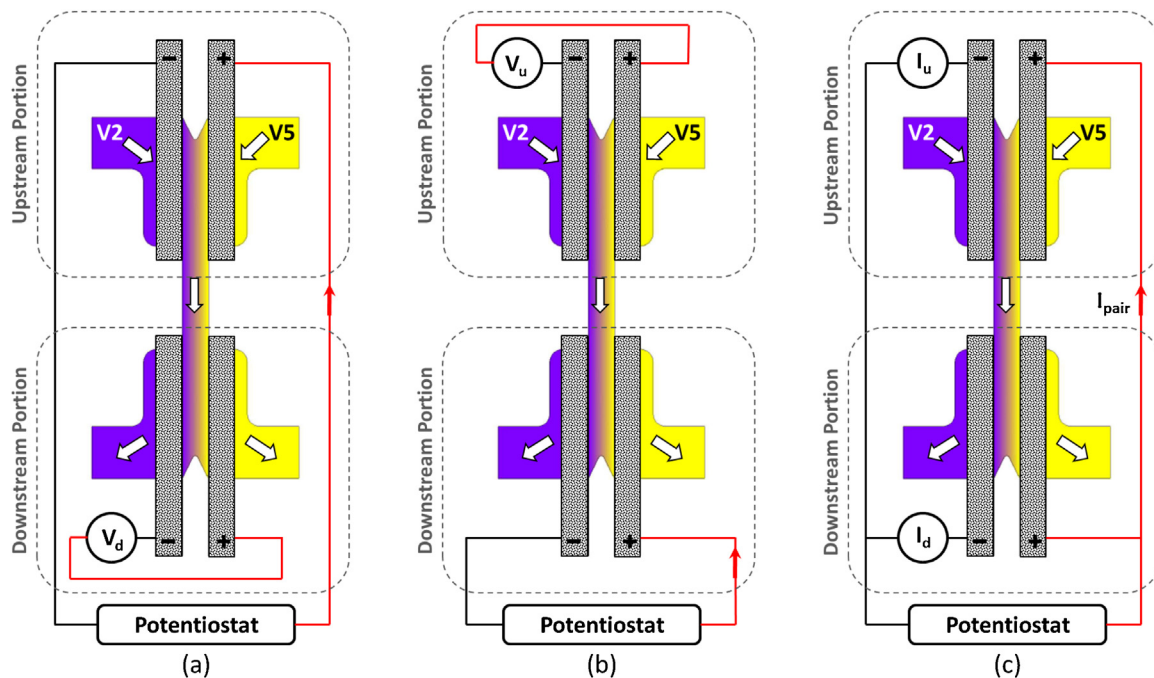 Upstream Portion
−
+
V2
V5
Downstream Portion
V_d
−
+
Potentiostat
(a)
Upstream Portion
V_u
−
+
V2
V5
Downstream Portion
−
+
Potentiostat
(b)
Upstream Portion
I_u
−
+
V2
V5
I_pair
Downstream Portion
I_d
−
+
Potentiostat
(c)